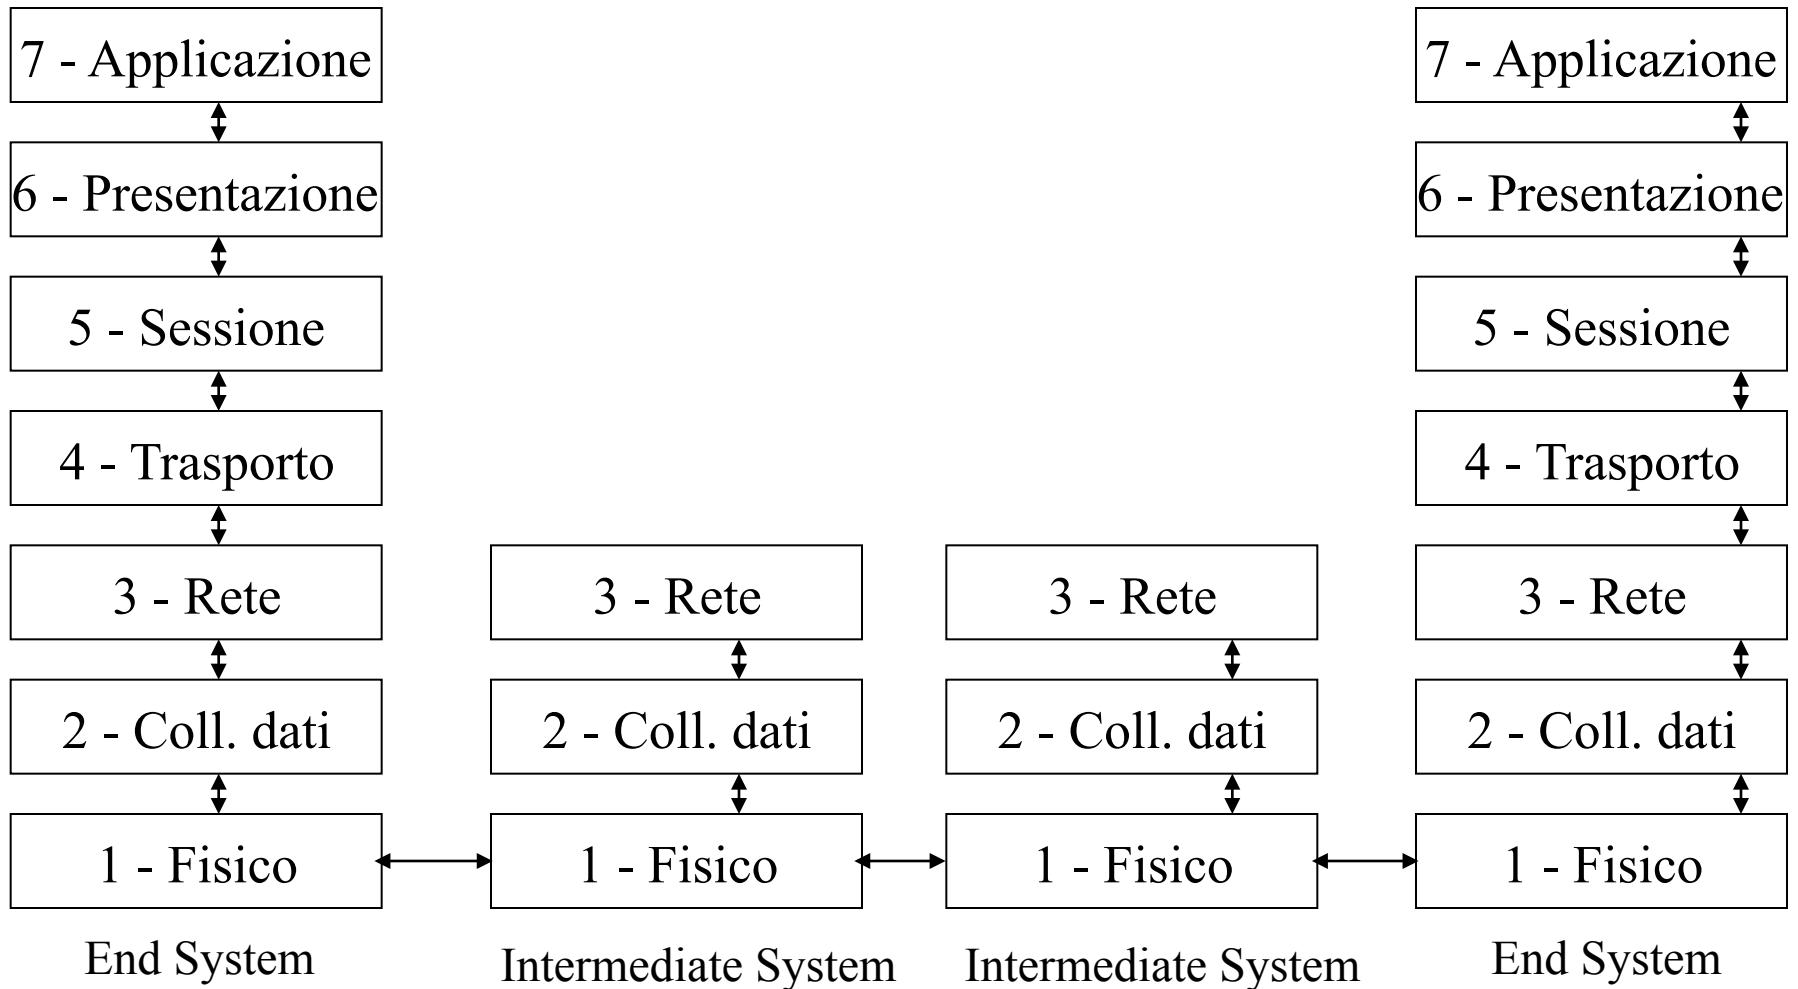 7 - Applicazione
7 - Applicazione
6 - Presentazione
6 - Presentazione
5 - Sessione
5 - Sessione
4 - Trasporto
4 - Trasporto
3 - Rete
3 - Rete
3 - Rete
3 - Rete
2 - Coll. dati
2 - Coll. dati
2 - Coll. dati
2 - Coll. dati
1 - Fisico
1 - Fisico
1 - Fisico
1 - Fisico
End System
Intermediate System
Intermediate System
End System